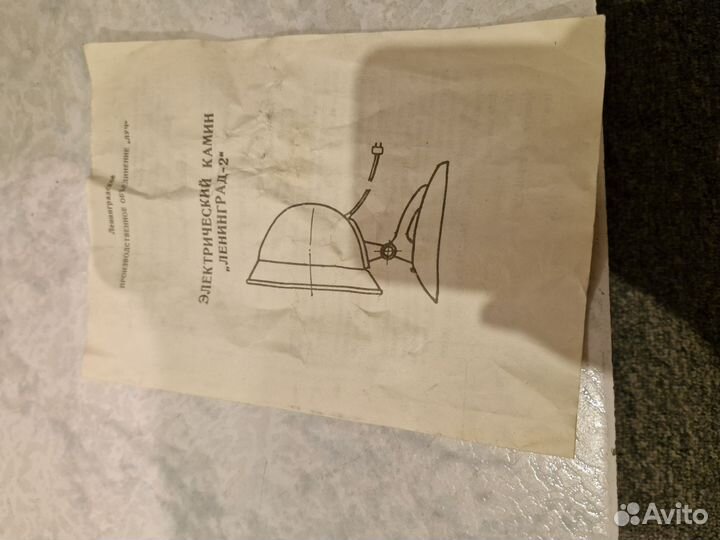 Ленинградское
ПРОИЗВОДСТВЕННОЕ ОБЪЕДИНЕНИЕ „ЛУЧ“
ЭЛЕКТРИЧЕСКИЙ КАМИН
„ЛЕНИНГРАД-2“
Avito